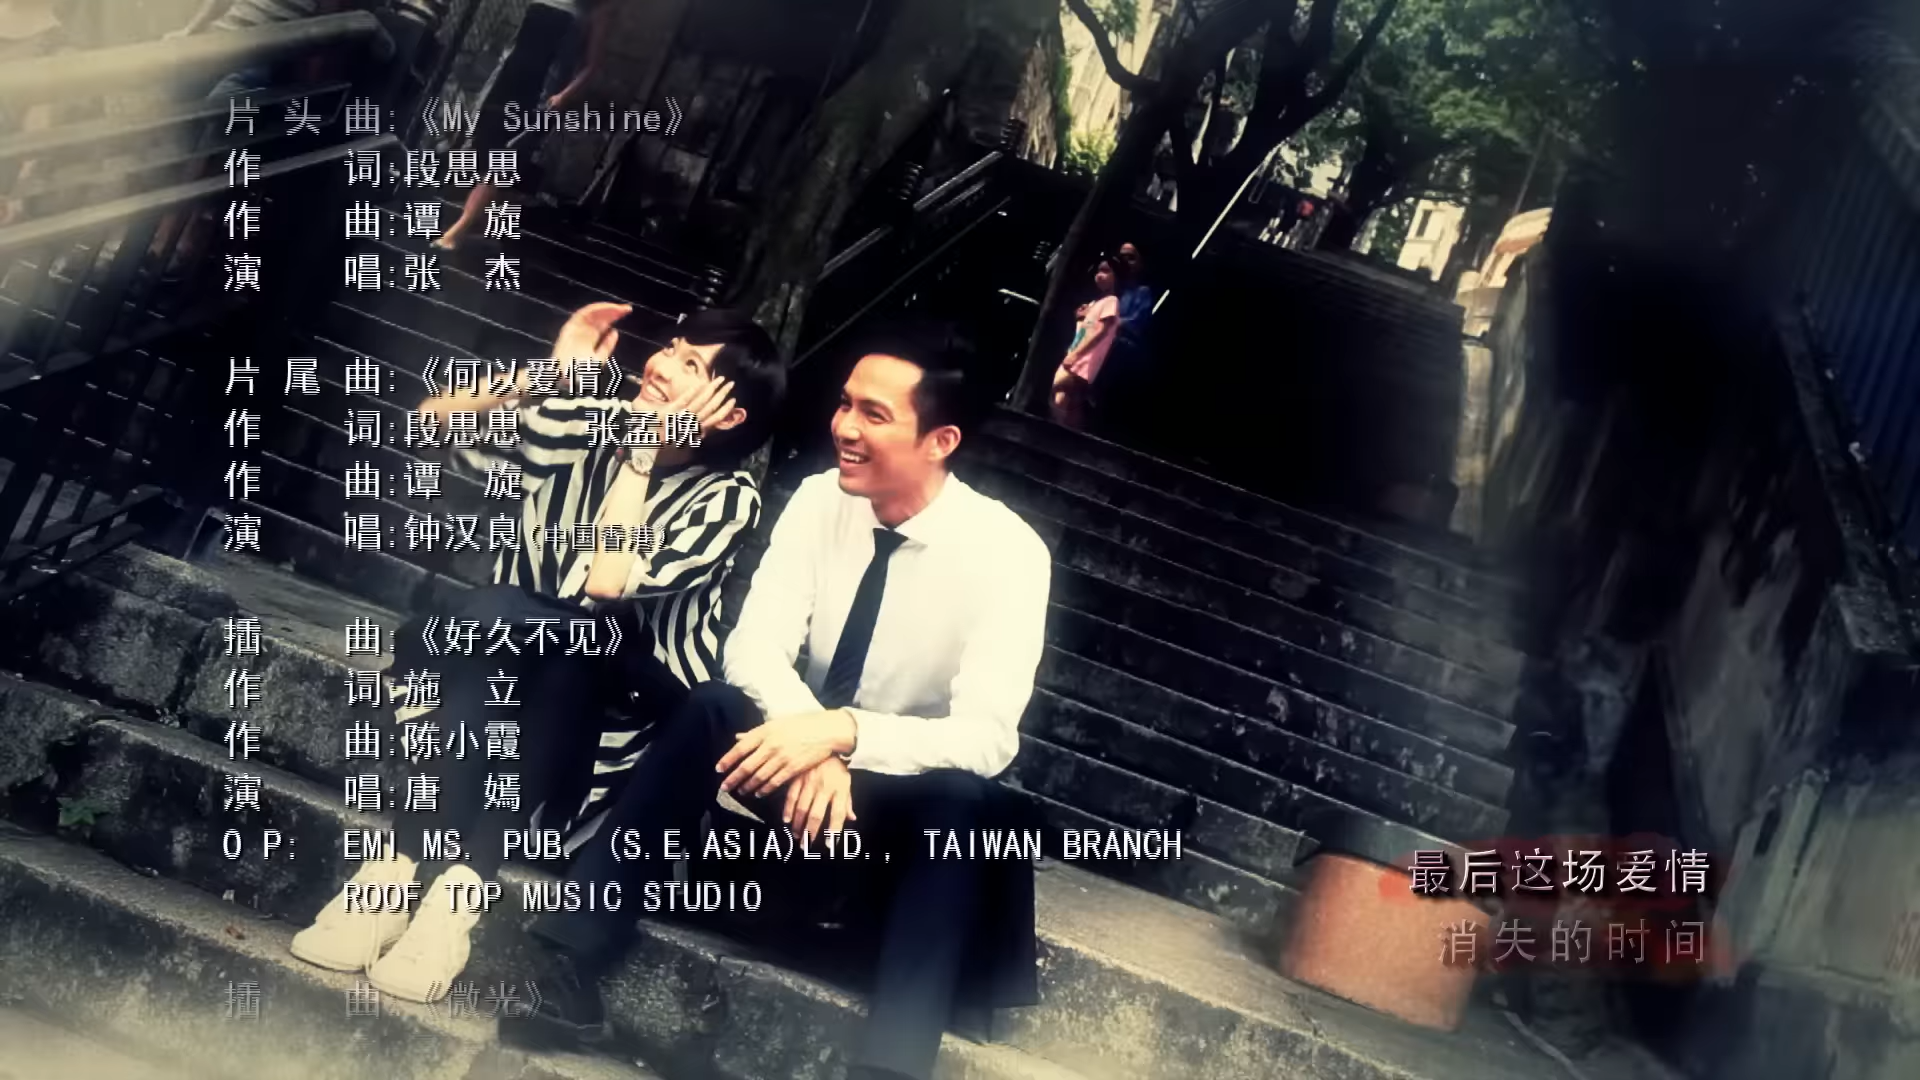 片头曲:《My Sunshine》
作词:段思思
作曲:谭旋
演唱:张杰
片尾曲:《何以爱情》
作词:段思思 张孟晚
作曲:谭旋
演唱:钟汉良(中国香港)
插曲:《好久不见》
作词:施立
作曲:陈小霞
演唱:唐嫣
OP: EMI MS. PUB. (S.E.ASIA)LTD., TAIWAN BRANCH
ROOF TOP MUSIC STUDIO
插曲:《微光》
最后这场爱情
消失的时间